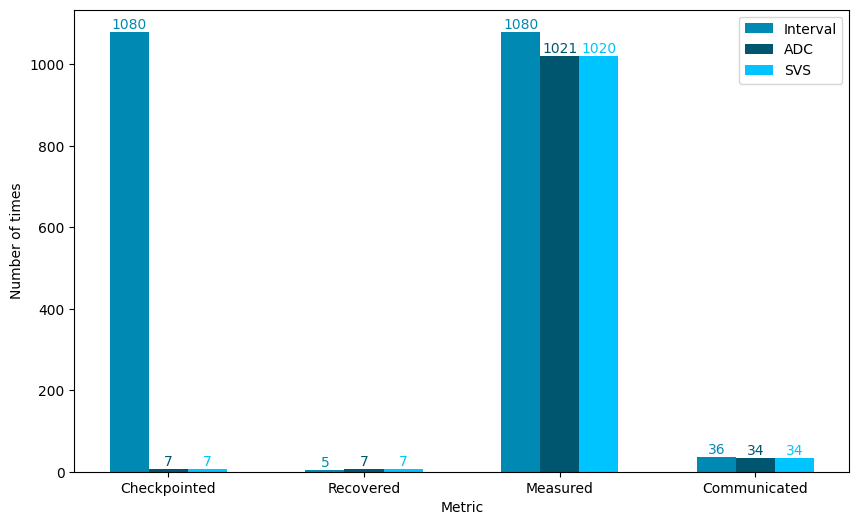 1080
7
7
5
7
7
1080
1021
1020
36
34
34
Interval
ADC
SVS
Number of times
1000
800
600
400
200
0
Checkpointed
Recovered
Measured
Communicated
Metric